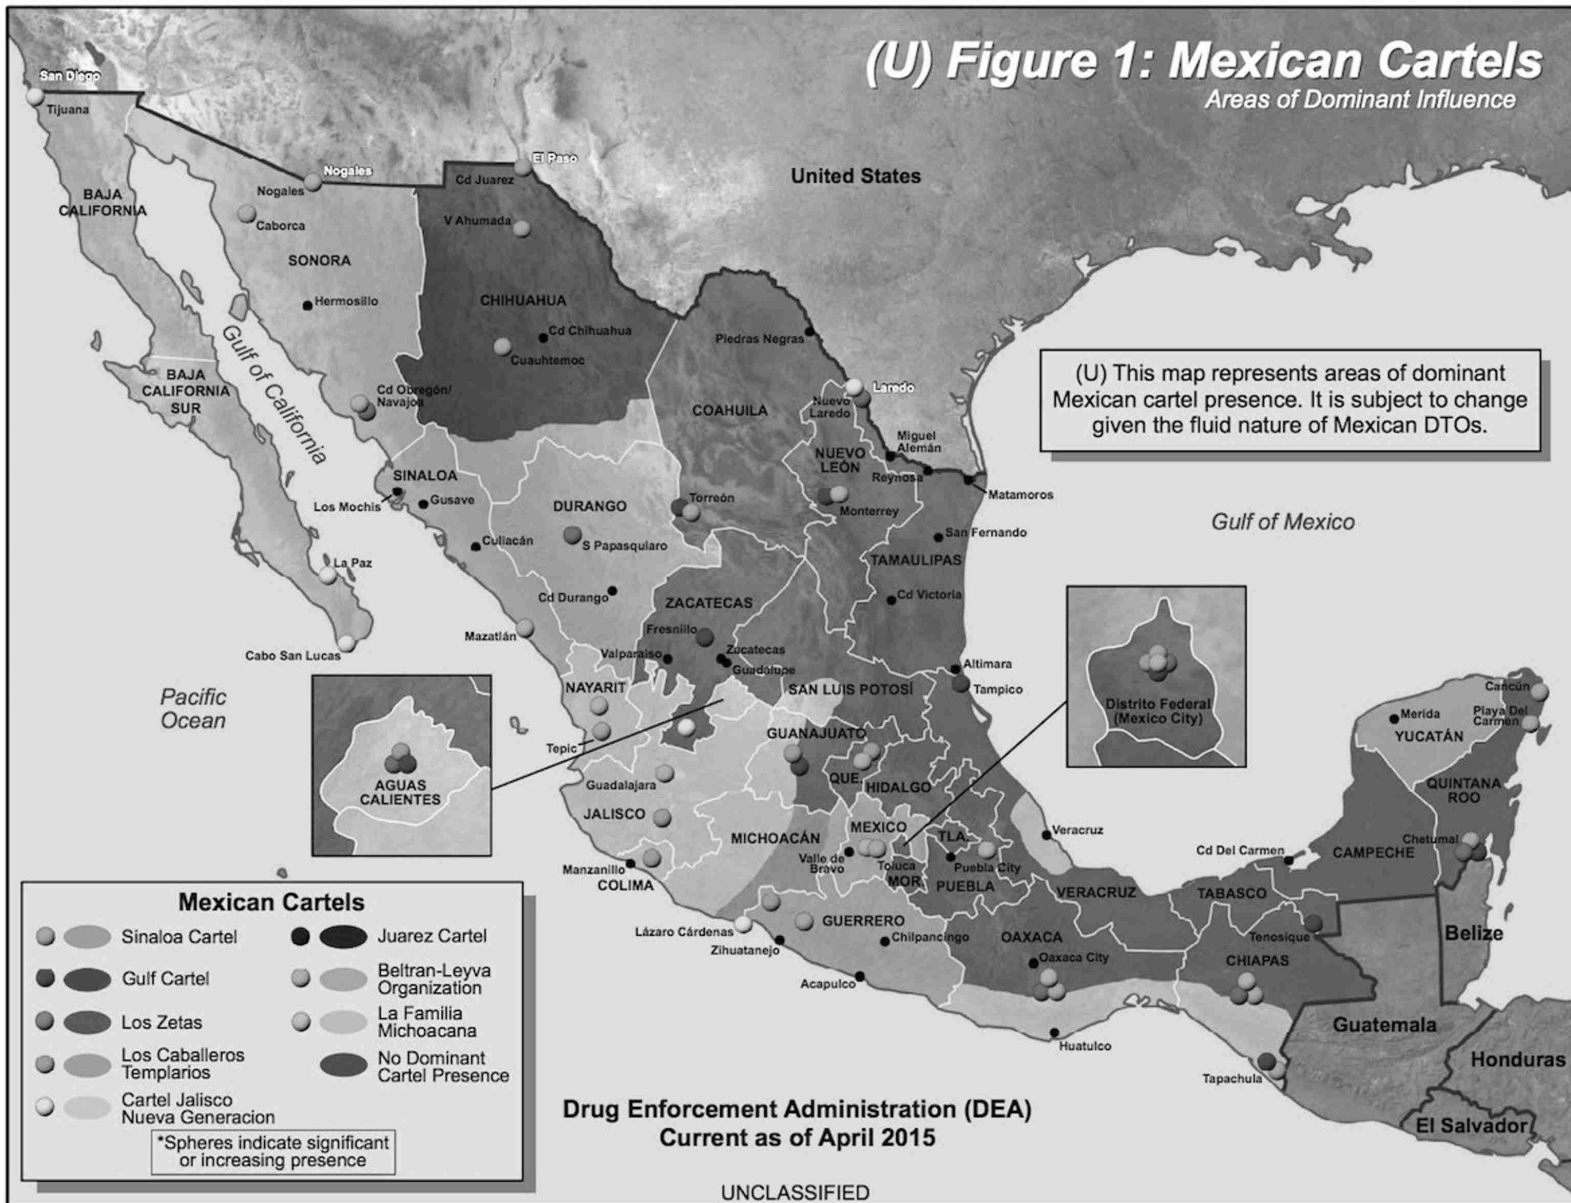 (U) Figure 1: Mexican Cartels
Areas of Dominant Influence
San Diego
Tijuana
Nogales
Nogales
El Paso
Cd Juarez
United States
BAJA
CALIFORNIA
Caborca
V Ahumada
SONORA
Hermosillo
CHIHUAHUA
Cd Chihuahua
Cuauhtemoc
Piedras Negras
Gulf of California
BAJA
CALIFORNIA
SUR
Cd Obregón/
Navajoa
COAHUILA
Laredo
Nuevo
Laredo
(U) This map represents areas of dominant
Mexican cartel presence. It is subject to change
given the fluid nature of Mexican DTOs.
Miguel
Alemán
NUEVO
LEÓN
Reynosa
Matamoros
SINALOA
Los Mochis
Gusave
DURANGO
Torreón
Monterrey
Gulf of Mexico
Culiacán
S Papasquiaro
San Fernando
TAMAULIPAS
La Paz
Cd Durango
ZACATECAS
Cd Victoria
Mazatlán
Fresnillo
Cabo San Lucas
Valparaiso
Zacatecas
Guadalupe
Altimara
Tampico
Pacific
Ocean
NAYARIT
SAN LUIS POTOSÍ
Distrito Federal
(Mexico City)
Cancún
Playa Del
Carmen
Merida
YUCATÁN
Tepic
GUANAJUATO
AGUAS
CALIENTES
Guadalajara
QUE.
HIDALGO
QUINTANA
ROO
JALISCO
MICHOACÁN
MEXICO
TLA.
Veracruz
Chetumal
Manzanillo
COLIMA
Valle de
Bravo
Toluca
MOR
Puebla City
PUEBLA
Cd Del Carmen
CAMPECHE
VERACRUZ
TABASCO
Lázaro Cárdenas
Zihuatanejo
GUERRERO
Chilpancingo
OAXACA
Oaxaca City
Tenosique
CHIAPAS
Belize
Acapulco
Huatulco
Guatemala
Tapachula
Honduras
El Salvador
Mexican Cartels
Sinaloa Cartel
Gulf Cartel
Los Zetas
Los Caballeros
Templarios
Cartel Jalisco
Nueva Generacion
Juarez Cartel
Beltran-Leyva
Organization
La Familia
Michoacana
No Dominant
Cartel Presence
*Spheres indicate significant
or increasing presence
Drug Enforcement Administration (DEA)
Current as of April 2015
UNCLASSIFIED